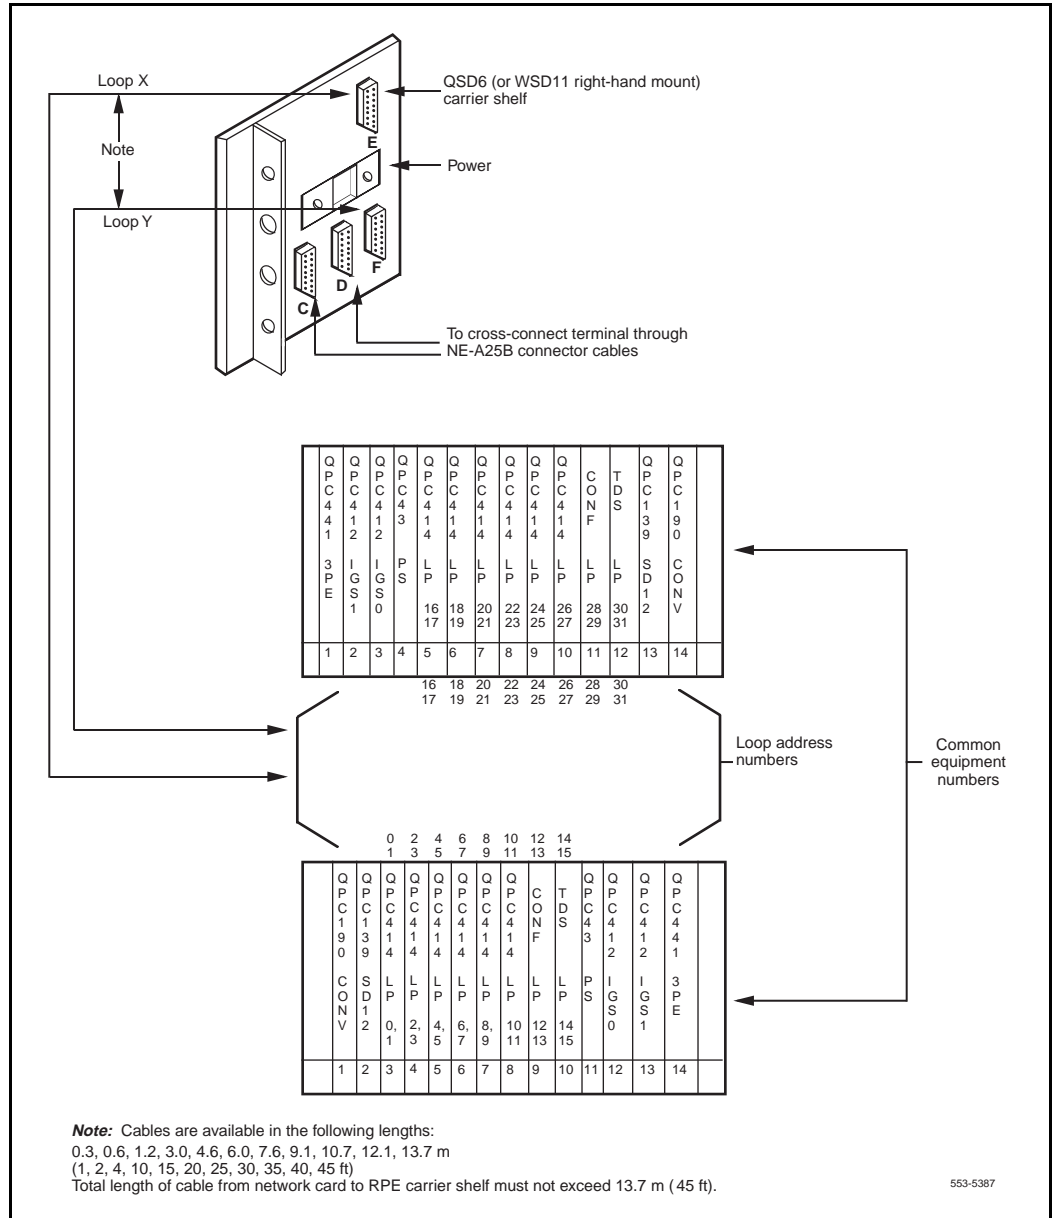 Loop X
QSD6 (or WSD11 right-hand mount)
carrier shelf
E
Note
Power
Loop Y
F
D
C
To cross-connect terminal through
NE-A25B connector cables
QPC441 3PE 1
QPC412 IGS1 2
QPC412 IGS0 3
QPC43 PS 4
QPC414 LP 16 17 5
QPC414 LP 18 19 6
QPC414 LP 20 21 7
QPC414 LP 22 23 8
QPC414 LP 24 25 9
QPC414 LP 26 27 10
CONF LP 28 29 11
TDS LP 30 31 12
QPC139 SD12 13
QPC190 CONV 14
16 18 20 22 24 26 28 30
17 19 21 23 25 27 29 31
Loop address
numbers
Common
equipment
numbers
0 2 4 6 8 10 12 14
1 3 5 7 9 11 13 15
QPC190 CONV 1
QPC139 SD12 2
QPC414 LP 0, 1 3
QPC414 LP 2, 3 4
QPC414 LP 4, 5 5
QPC414 LP 6, 7 6
QPC414 LP 8, 9 7
QPC414 LP 10 11 8
CONF LP 12 13 9
TDS LP 14 15 10
QPC43 PS 11
QPC412 IGS0 12
QPC412 IGS1 13
QPC441 3PE 14
Note: Cables are available in the following lengths:
0.3, 0.6, 1.2, 3.0, 4.6, 6.0, 7.6, 9.1, 10.7, 12.1, 13.7 m
(1, 2, 4, 10, 15, 20, 25, 30, 35, 40, 45 ft)
Total length of cable from network card to RPE carrier shelf must not exceed 13.7 m (45 ft).
553-5387